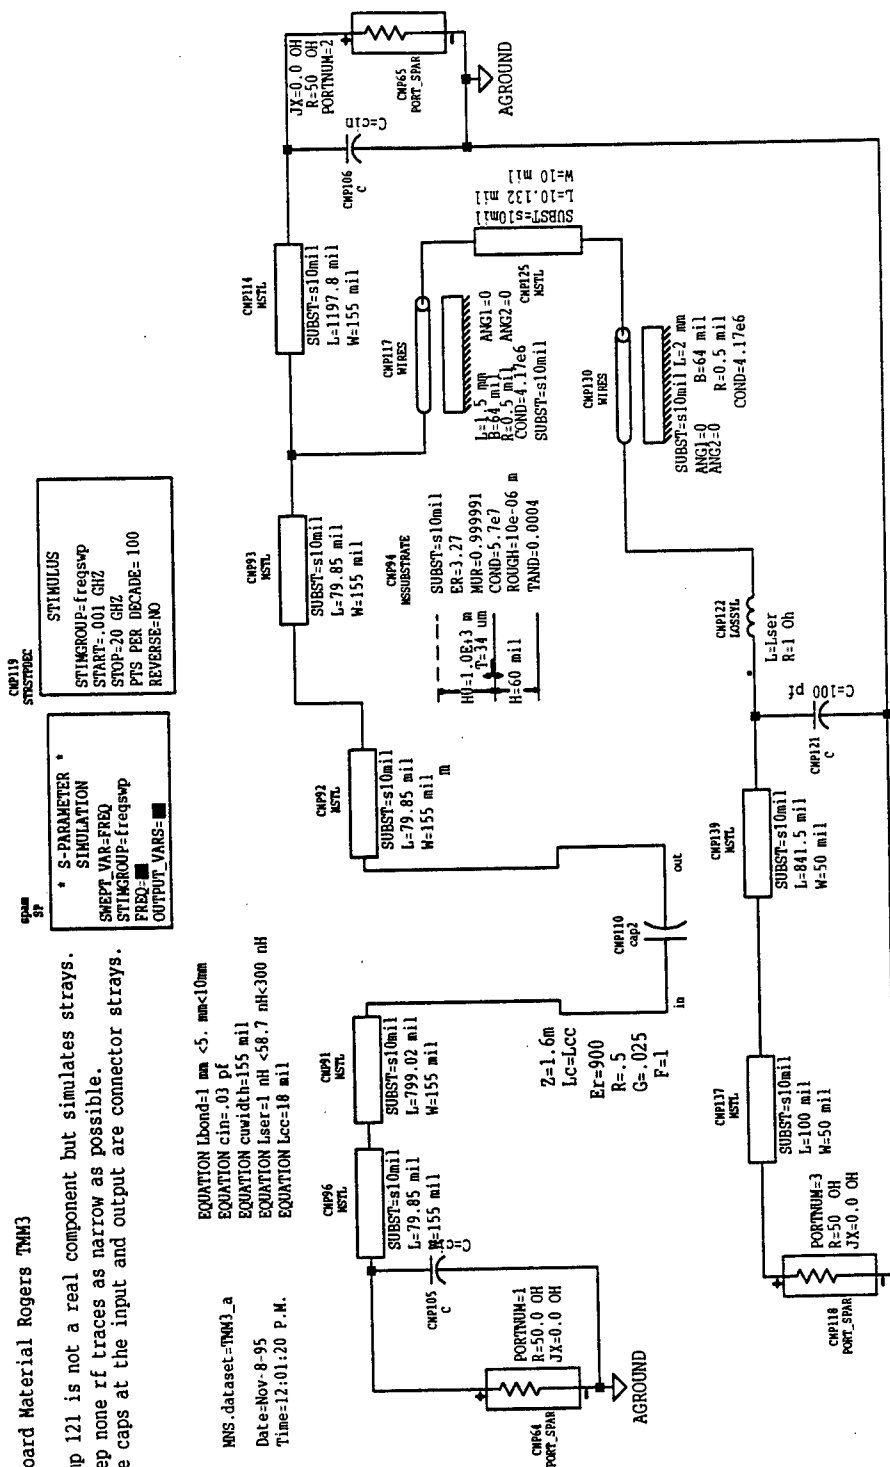 oard Material Rogers TMM3
mp 121 is not a real component but simulates strays.
ep none rf traces as narrow as possible.
e caps at the input and output are connector strays.
spam
SP
* S-PARAMETER *
SIMULATION
SWEPT_VAR=FREQ
STIMGROUP=freqswp
FREQ=
OUTPUT_VARS=
CMP119
STRSTPDEC
STIMULUS
STIMGROUP=freqswp
START=.001 GHZ
STOP=20 GHZ
PTS PER DECADE=100
REVERSE=NO
MNS.dataset=TMM3_a
Date=Nov-8-95
Time=12:01:20 P.M.
EQUATION Lbond=1 mm <5. mm<10mm
EQUATION cin=.03 pf
EQUATION cuwidth=155 mil
EQUATION Lser=1 nH <58.7 nH<300 nH
EQUATION Lcc=18 mil
CMP96
MSTL
SUBST=s10mil
L=79.85 mil
W=155 mil
CMP91
MSTL
SUBST=s10mil
L=799.02 mil
W=155 mil
CMP92
MSTL
SUBST=s10mil
L=79.85 mil
W=155 mil
m
CMP93
MSTL
SUBST=s10mil
L=79.85 mil
W=155 mil
CMP114
MSTL
SUBST=s10mil
L=1197.8 mil
W=155 mil
JX=0.0 OH
R=50 OH
PORTNUM=2
CMP65
PORT_SPAR
AGROUND
CMP106
C
C=cin
CMP105
C
CMP64
PORT_SPAR
PORTNUM=1
R=50.0 OH
JX=0.0 OH
AGROUND
in
CMP110
cap2
out
Z=1.6m
Lc=Lcc
Er=900
R=.5
G=.025
F=1
CMP94
MSSUBSTRATE
SUBST=s10mil
ER=3.27
MUR=0.999991
COND=5.7e7
ROUGH=10e-06 m
TAND=0.0004
HU=1.0E+3 m
T=34 um
H=60 mil
CMP117
WIRES
L=1.5 mm
B=64 mil
R=0.5 mil
COND=4.17e6
SUBST=s10mil
ANG1=0
ANG2=0
CMP125
MSTL
SUBST=s10mil
L=10.132 mil
W=10 mil
CMP130
WIRES
SUBST=s10mil L=2 mm
ANG1=0
ANG2=0
B=64 mil
R=0.5 mil
COND=4.17e6
CMP122
LOSSYL
L=Lser
R=1 Oh
CMP121
C
C=100 pf
CMP139
MSTL
SUBST=s10mil
L=841.5 mil
W=50 mil
CMP137
MSTL
SUBST=s10mil
L=100 mil
W=50 mil
PORTNUM=3
R=50 OH
JX=0.0 OH
CMP118
PORT_SPAR